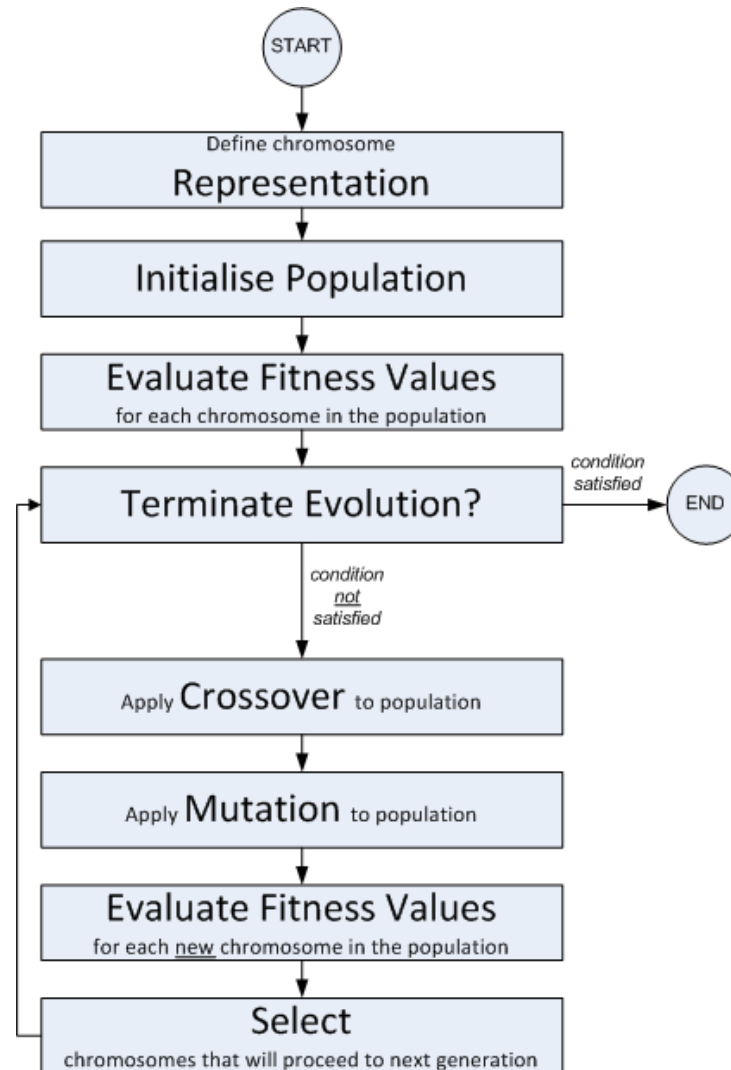 START
Define chromosome
Representation
Initialise Population
Evaluate Fitness Values
for each chromosome in the population
Terminate Evolution?
condition
satisfied
END
condition
not
satisfied
Apply Crossover to population
Apply Mutation to population
Evaluate Fitness Values
for each new chromosome in the population
Select
chromosomes that will proceed to next generation